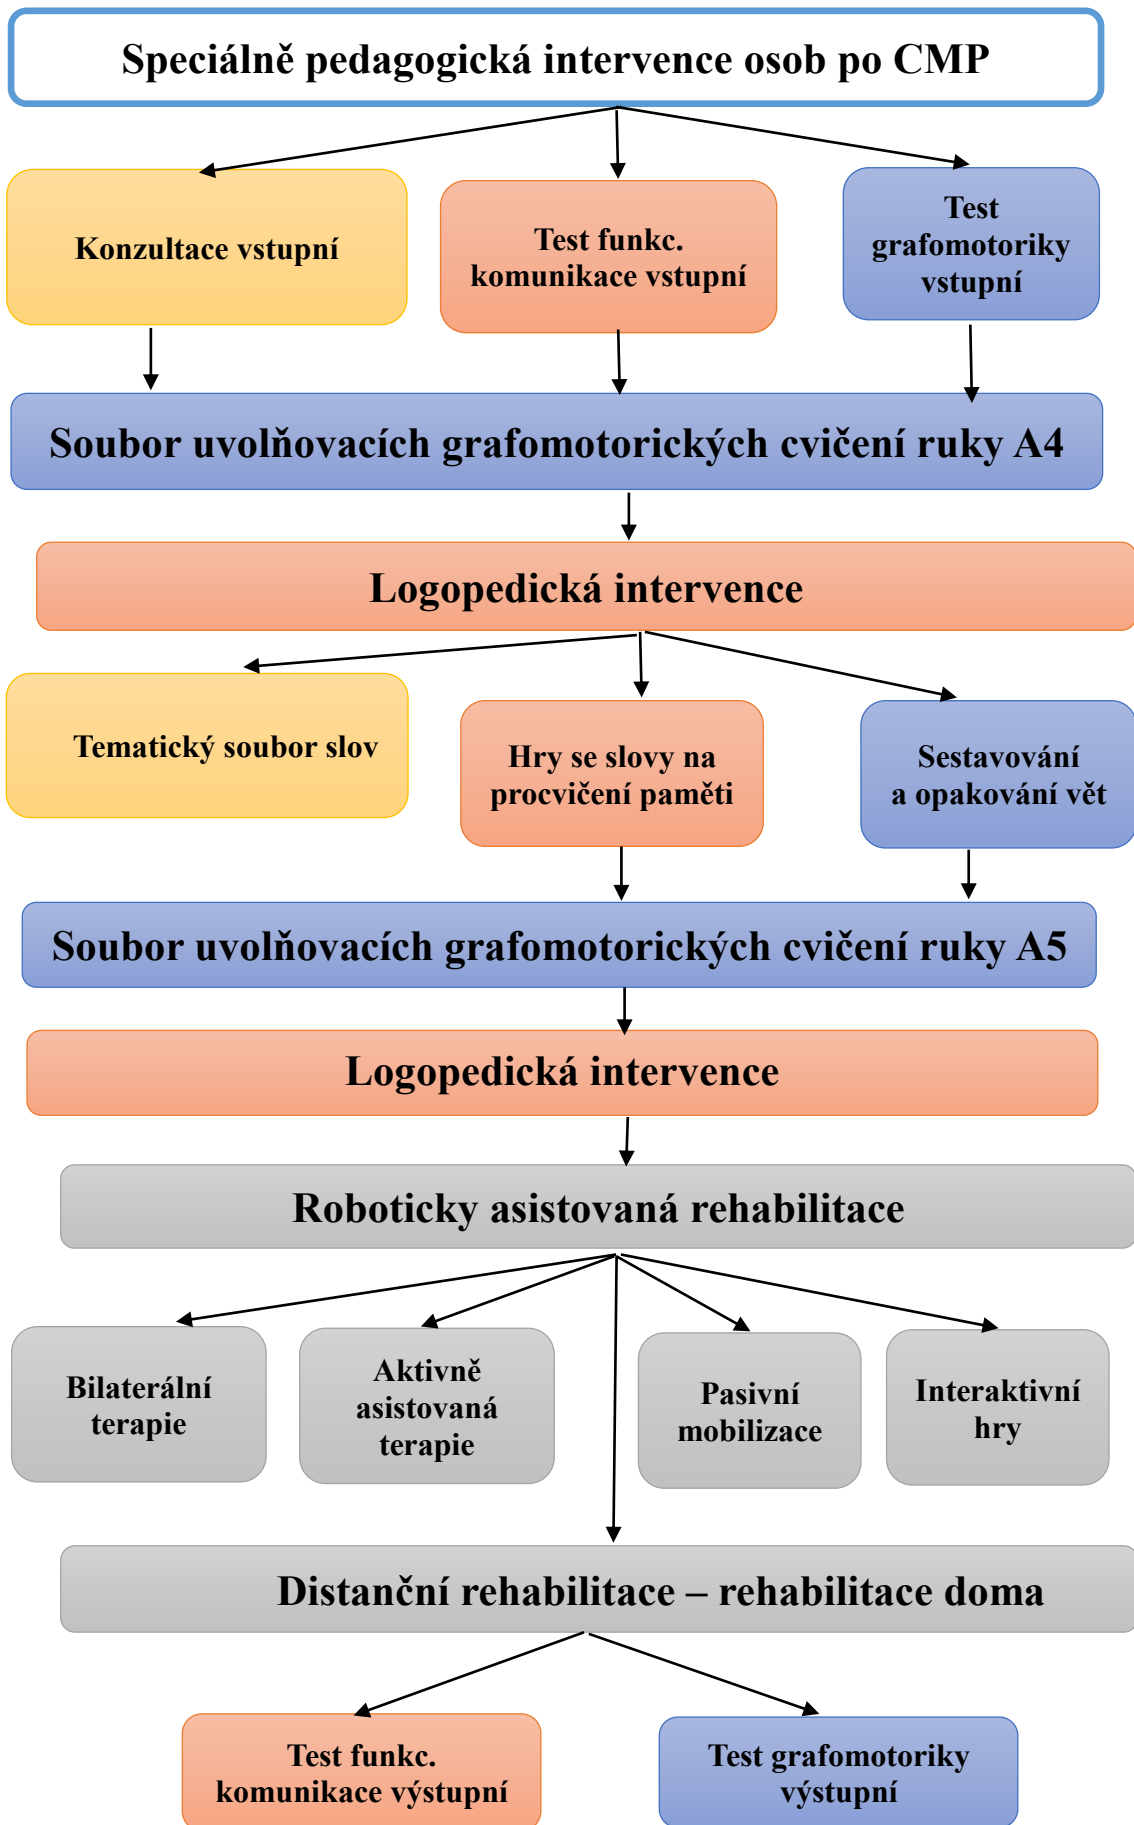 Speciálně pedagogická intervence osob po CMP
Konzultace vstupní
Test funkc.
komunikace vstupní
Test
grafomotoriky
vstupní
Soubor uvolňovacích grafomotorických cvičení ruky A4
Logopedická intervence
Tematický soubor slov
Hry se slovy na
procvičení paměti
Sestavování
a opakování vět
Soubor uvolňovacích grafomotorických cvičení ruky A5
Logopedická intervence
Roboticky asistovaná rehabilitace
Bilaterální
terapie
Aktivně
asistovaná
terapie
Pasivní
mobilizace
Interaktivní
hry
Distanční rehabilitace – rehabilitace doma
Test funkc.
komunikace výstupní
Test grafomotoriky
výstupní